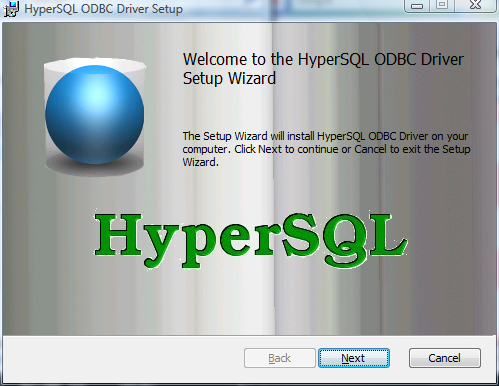 HyperSQL ODBC Driver Setup
Welcome to the HyperSQL ODBC Driver
Setup Wizard
The Setup Wizard will install HyperSQL ODBC Driver on your
computer. Click Next to continue or Cancel to exit the Setup
Wizard.
HyperSQL
Back
Next
Cancel